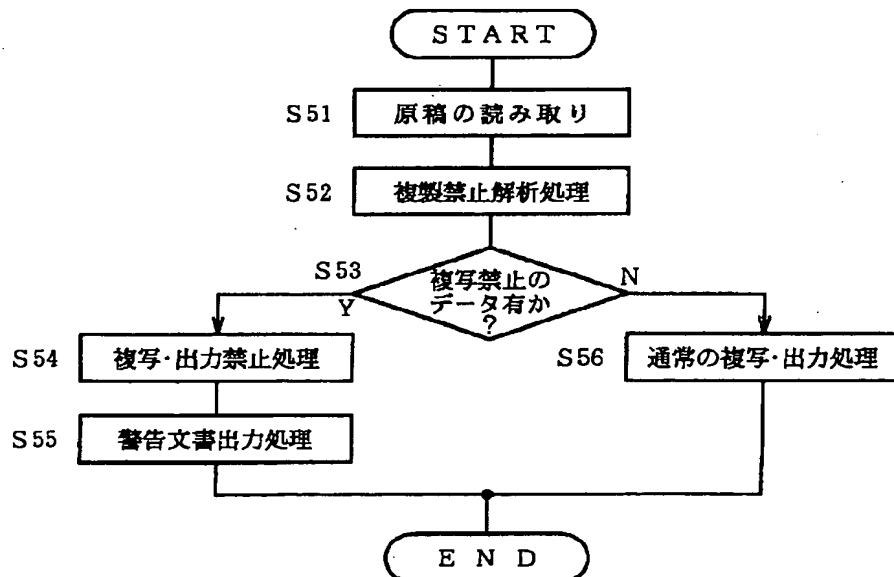 START
S51 原稿の読み取り
S52 複製禁止解析処理
S53 複写禁止の
データ有か
?
Y
N
S54 複写・出力禁止処理
S56 通常の複写・出力処理
S55 警告文書出力処理
END